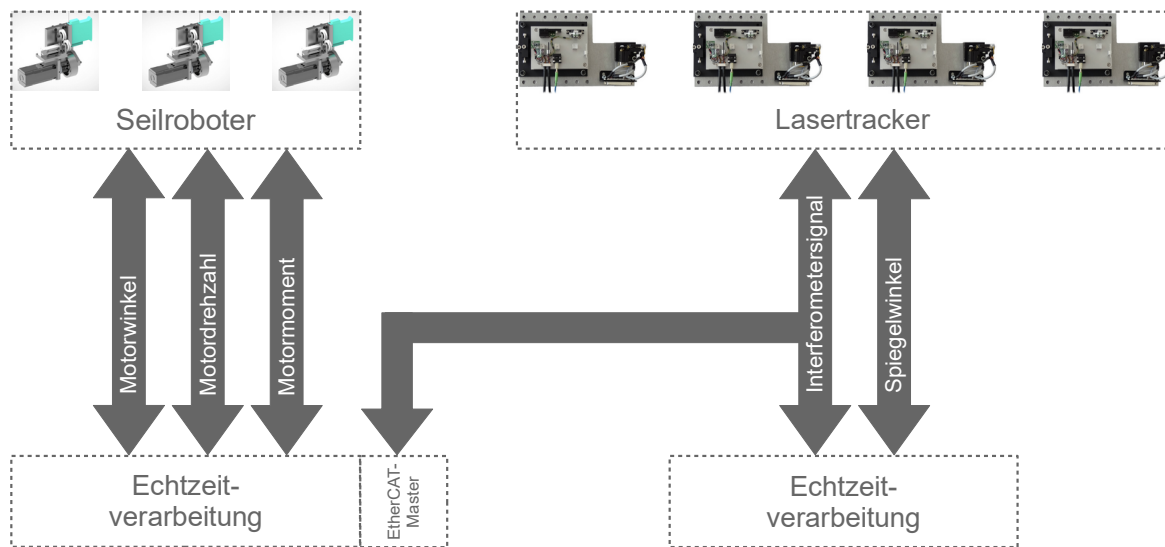 Seilroboter
Lasertracker
Motorwinkel
Motordrehzahl
Motormoment
Interferometersignal
Spiegelwinkel
Echtzeit-
verarbeitung
EtherCAT-
Master
Echtzeit-
verarbeitung